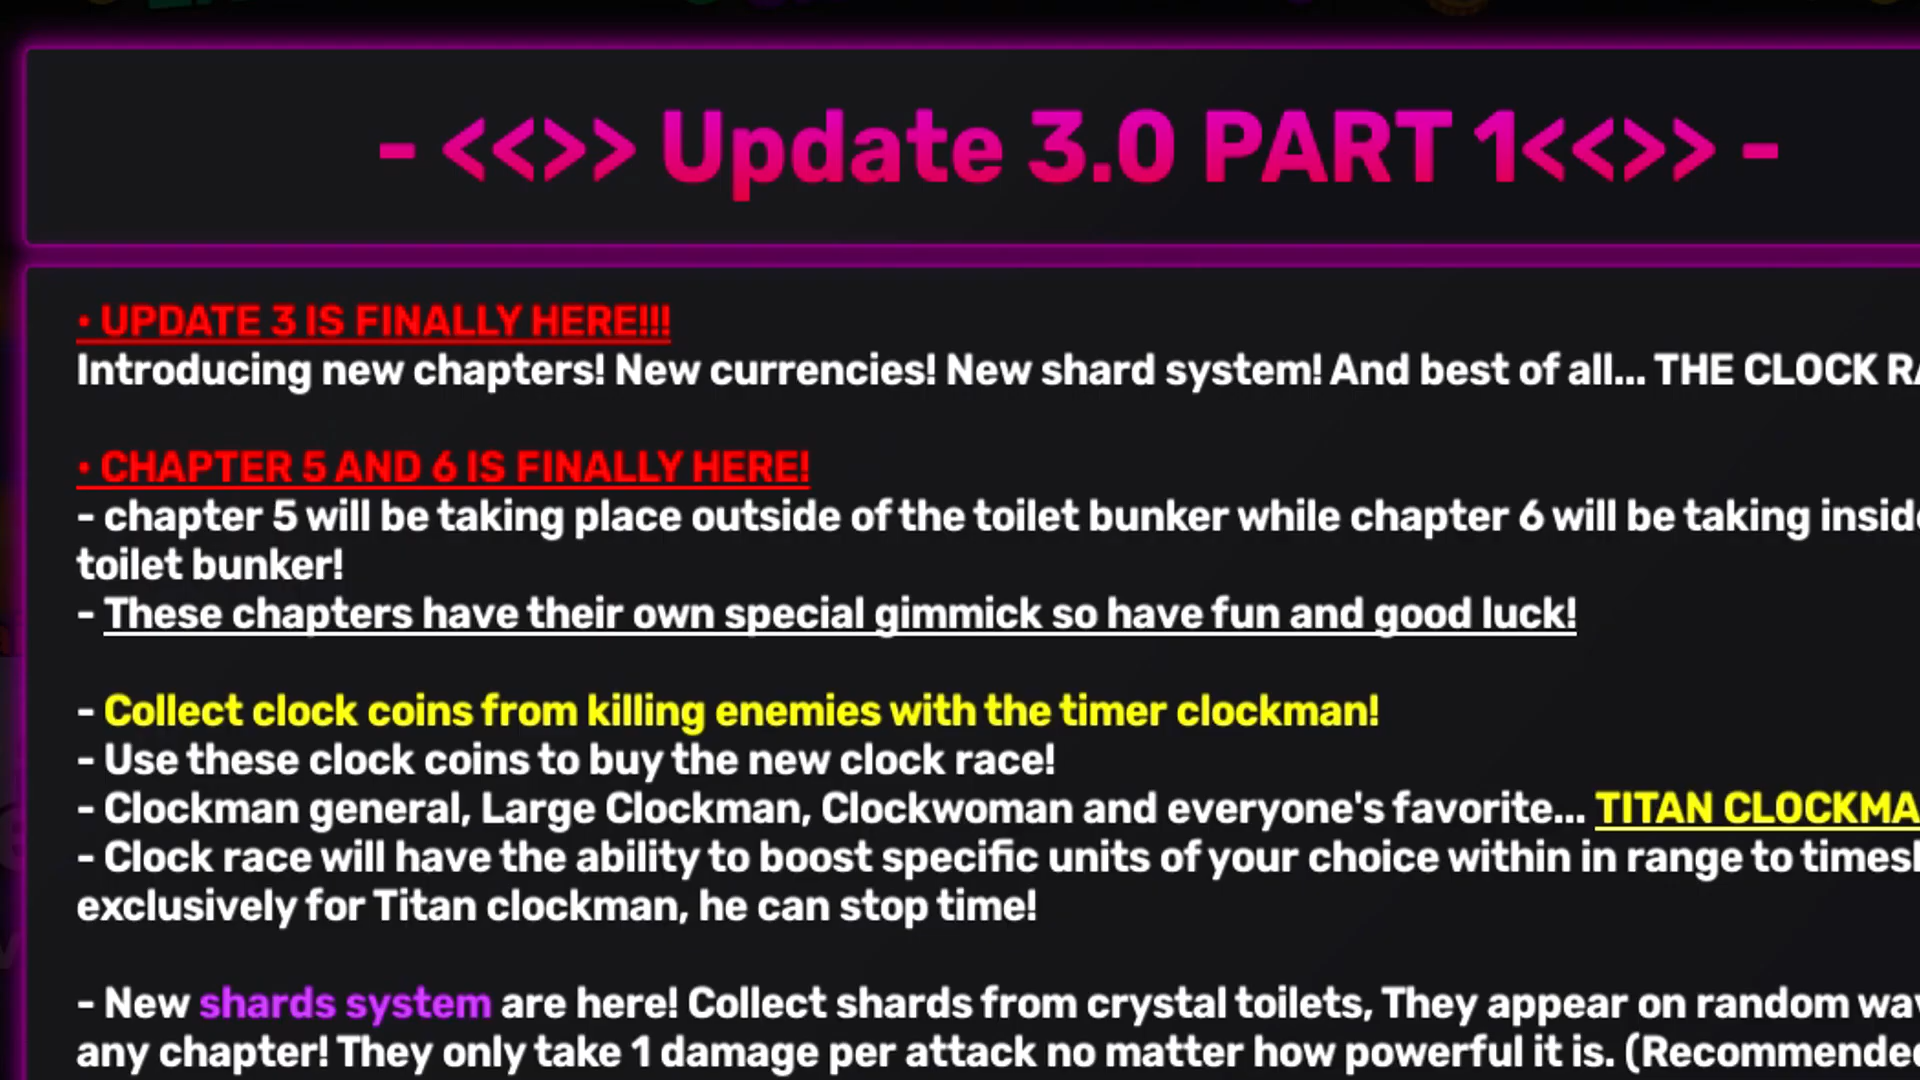 - <<>> Update 3.0 PART 1<<>> -
• UPDATE 3 IS FINALLY HERE!!!
Introducing new chapters! New currencies! New shard system! And best of all... THE CLOCK
• CHAPTER 5 AND 6 IS FINALLY HERE!
- chapter 5 will be taking place outside of the toilet bunker while chapter 6 will be taking
toilet bunker!
- These chapters have their own special gimmick so have fun and good luck!
- Collect clock coins from killing enemies with the timer clockman!
- Use these clock coins to buy the new clock race!
- Clockman general, Large Clockman, Clockwoman and everyone's favorite... TITAN
- Clock race will have the ability to boost specific units of your choice within in range to
exclusively for Titan clockman, he can stop time!
- New shards system are here! Collect shards from crystal toilets, They appear on random
any chapter! They only take 1 damage per attack no matter how powerful it is.